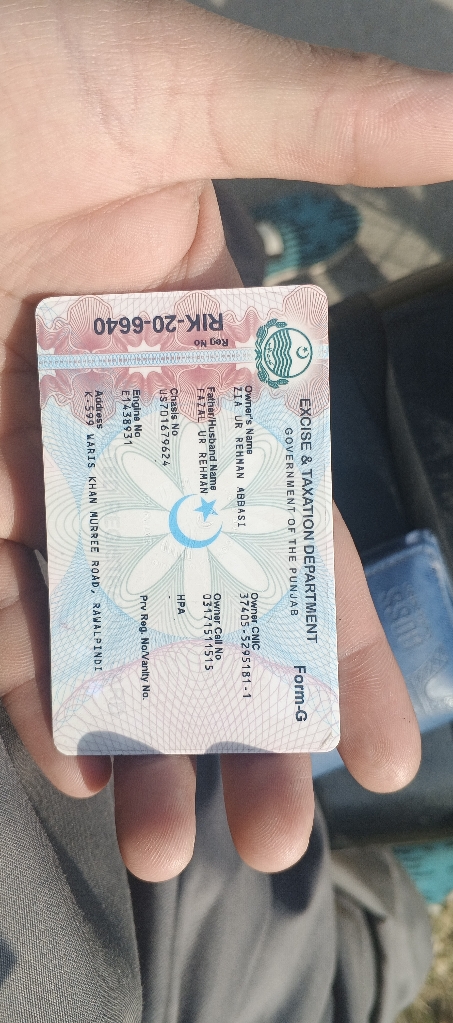 EXCISE & TAXATION DEPARTMENT
Form-G
GOVERNMENT OF THE PUNJAB
Reg No
RIK-20-6640
Owner's Name
ZIA UR REHMAN ABBASI
Owner CNIC
37405-5295181-1
Father/Husband Name
FAZAL UR REHMAN
Owner Cell No
03171511515
Chasis No
US701679624
HPA
-
Engine No
E1438931
Prv Reg. No/Vanity No.
Address
K-599 WARIS KHAN MURREE ROAD, RAWALPINDI